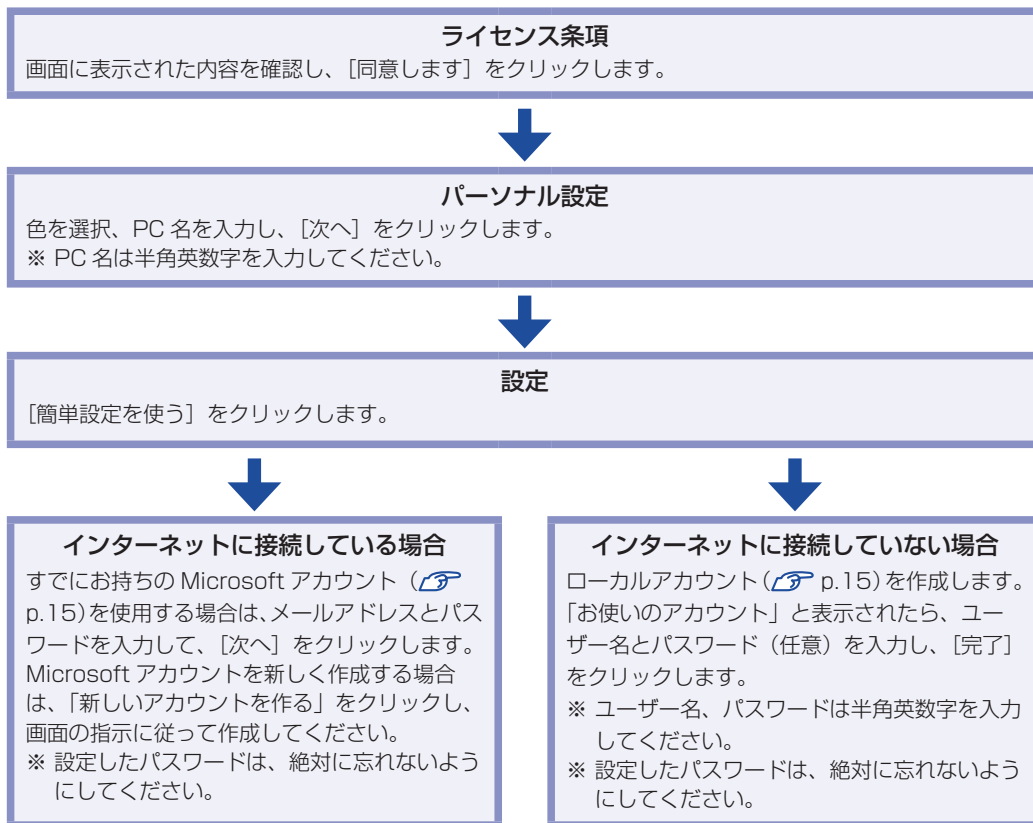 ライセンス条項
画面に表示された内容を確認し、[同意します]をクリックします。
パーソナル設定
色を選択、PC 名を入力し、[次へ]をクリックします。
※ PC 名は半角英数字を入力してください。
設定
[簡単設定を使う]をクリックします。
インターネットに接続している場合
すでにお持ちの Microsoft アカウント(
p.15)を使用する場合は、メールアドレスとパス
ワードを入力して、[次へ]をクリックします。
Microsoft アカウントを新しく作成する場合
は、「新しいアカウントを作る」をクリックし、
画面の指示に従って作成してください。
※ 設定したパスワードは、絶対に忘れないよう
にしてください。
インターネットに接続していない場合
ローカルアカウント( p.15)を作成します。
「お使いのアカウント」と表示されたら、ユー
ザー名とパスワード(任意)を入力し、[完了]
をクリックします。
※ ユーザー名、パスワードは半角英数字を入力
してください。
※ 設定したパスワードは、絶対に忘れないよう
にしてください。